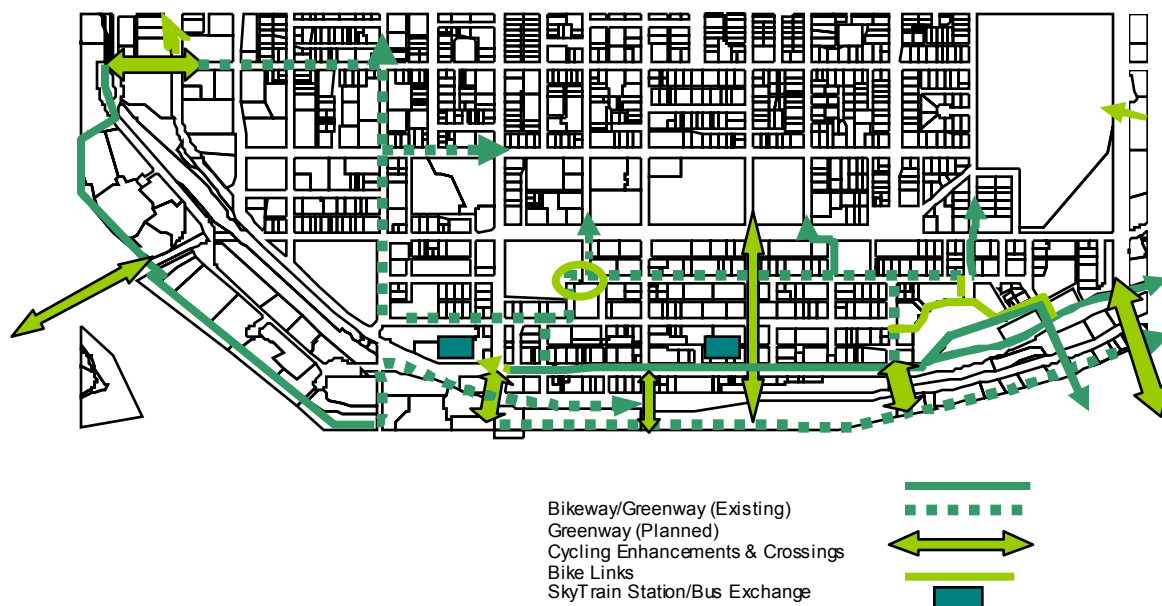 Bikeway/Greenway (Existing)
Greenway (Planned)
Cycling Enhancements & Crossings
Bike Links
SkyTrain Station/Bus Exchange